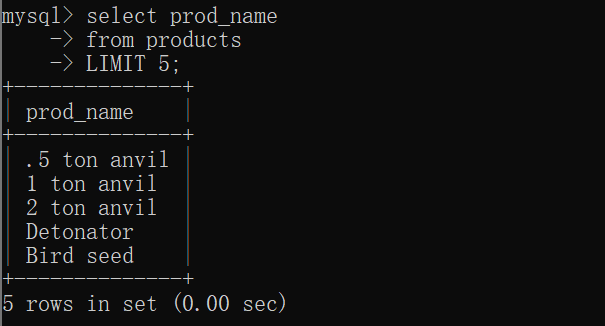 mysql> select prod_name
    -> from products
    -> LIMIT 5;
+--------------+
| prod_name    |
+--------------+
| .5 ton anvil |
| 1 ton anvil  |
| 2 ton anvil  |
| Detonator    |
| Bird seed    |
+--------------+
5 rows in set (0.00 sec)